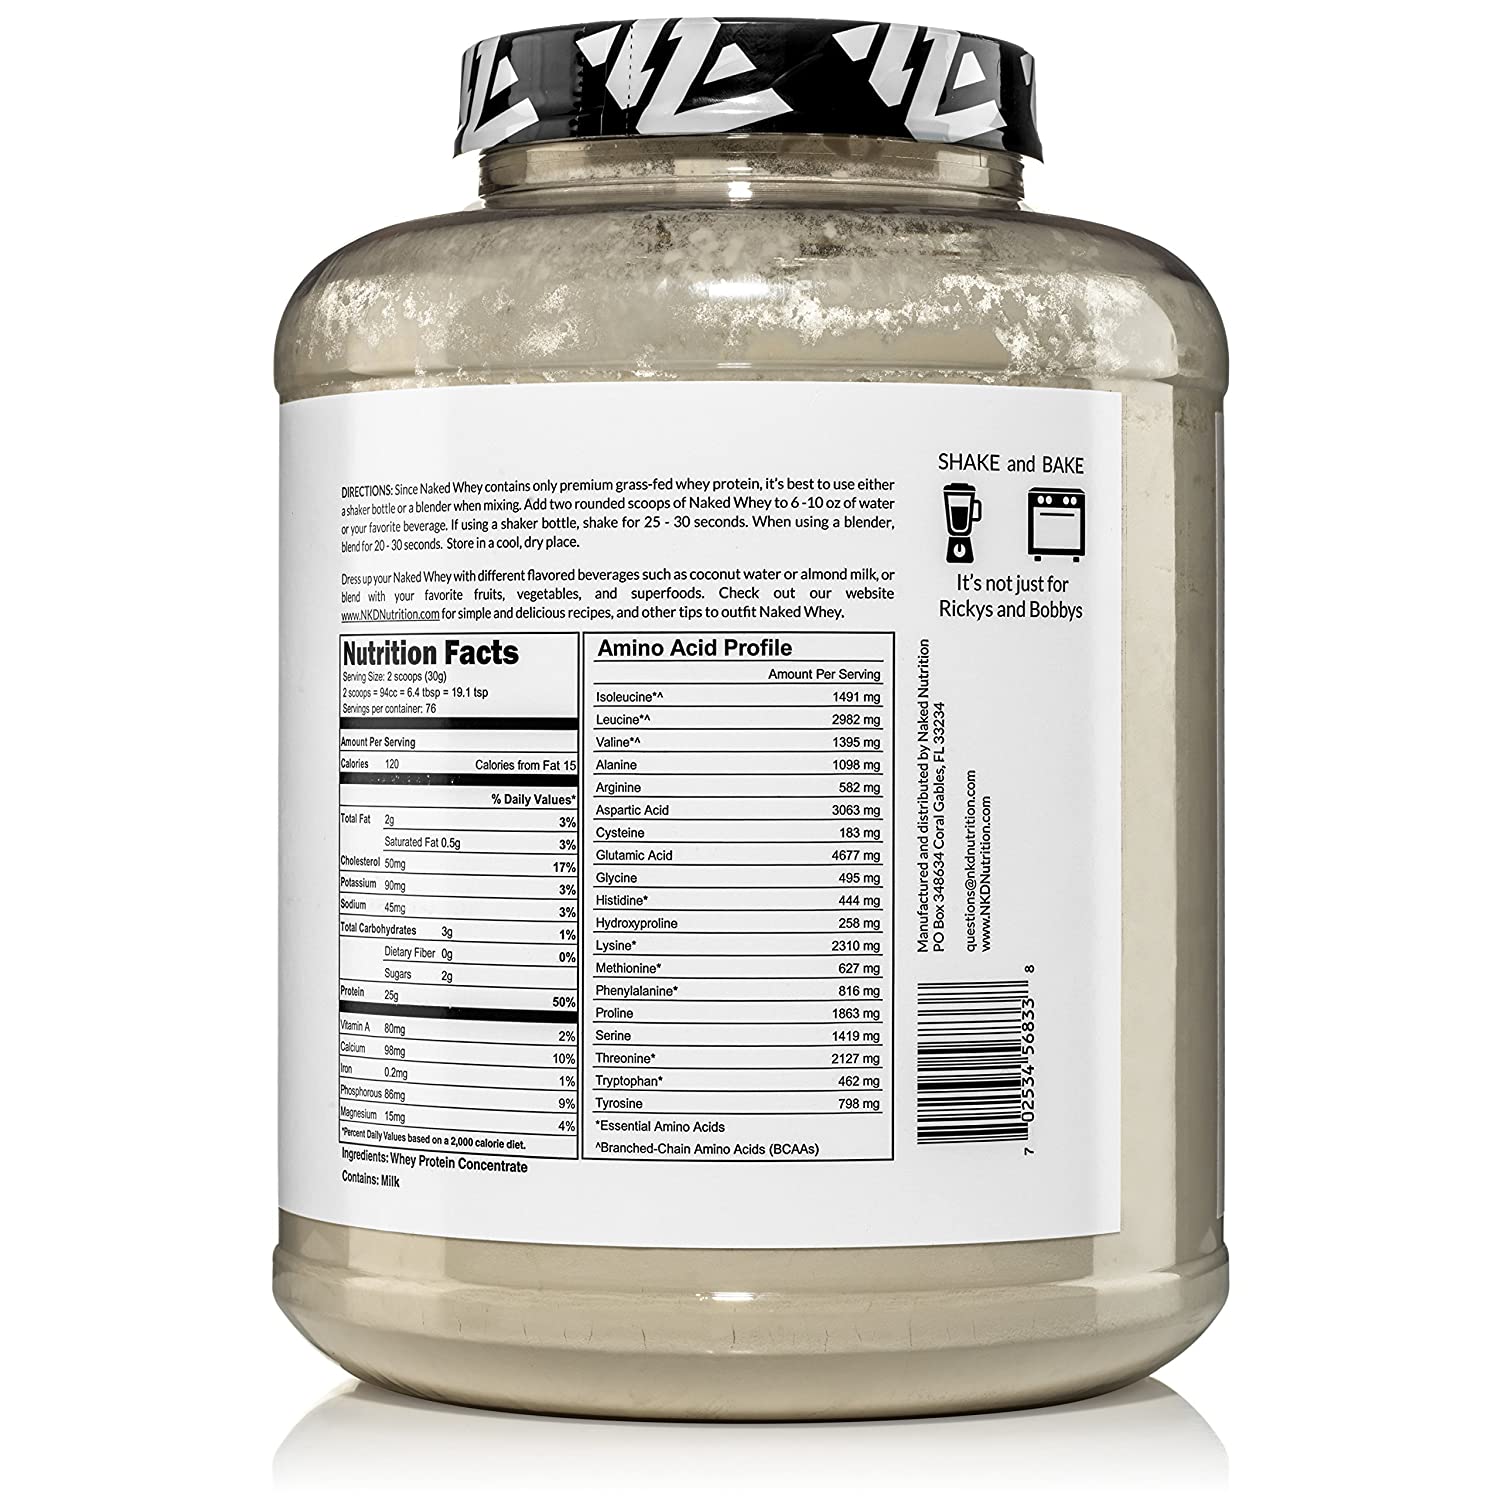 DIRECTIONS: Since Naked Whey contains only premium grass-fed whey protein, it's best to use either
a shaker bottle or a blender when mixing. Add two rounded scoops of Naked Whey to 6 -10 oz of water
or your favorite beverage. If using a shaker bottle, shake for 25 - 30 seconds. When using a blender,
blend for 20 - 30 seconds. Store in a cool, dry place.
Dress up your Naked Whey with different flavored beverages such as coconut water or almond milk, or
blend with your favorite fruits, vegetables, and superfoods. Check out our website
www.NKDNutrition.com for simple and delicious recipes, and other tips to outfit Naked Whey.
Nutrition Facts
Serving Size: 2 scoops (30g)
2 scoops = 94cc = 6.4 tbsp = 19.1 tsp
Servings per container: 76
Amount Per Serving
Calories 120 Calories from Fat 15
% Daily Values*
Total Fat 2g 3%
Saturated Fat 0.5g 3%
Cholesterol 50mg 17%
Potassium 90mg 3%
Sodium 45mg 3%
Total Carbohydrates 3g 1%
Dietary Fiber 0g 0%
Sugars 2g
Protein 25g 50%
Vitamin A 80mg 2%
Calcium 98mg 10%
Iron 0.2mg 1%
Phosphorous 86mg 9%
Magnesium 15mg 4%
*Percent Daily Values based on a 2,000 calorie diet.
Ingredients: Whey Protein Concentrate
Contains: Milk
Amino Acid Profile
Amount Per Serving
Isoleucine*^ 1491 mg
Leucine*^ 2982 mg
Valine*^ 1395 mg
Alanine 1098 mg
Arginine 582 mg
Aspartic Acid 3063 mg
Cysteine 183 mg
Glutamic Acid 4677 mg
Glycine 495 mg
Histidine* 444 mg
Hydroxyproline 258 mg
Lysine* 2310 mg
Methionine* 627 mg
Phenylalanine* 816 mg
Proline 1863 mg
Serine 1419 mg
Threonine* 2127 mg
Tryptophan* 462 mg
Tyrosine 798 mg
*Essential Amino Acids
^Branched-Chain Amino Acids (BCAAs)
SHAKE and BAKE
It's not just for
Rickys and Bobbys
Manufactured and distributed by Naked Nutrition
PO Box 348634 Coral Gables, FL 33234
questions@nkdnutrition.com
www.NKDNutrition.com
7 02534 56833 8